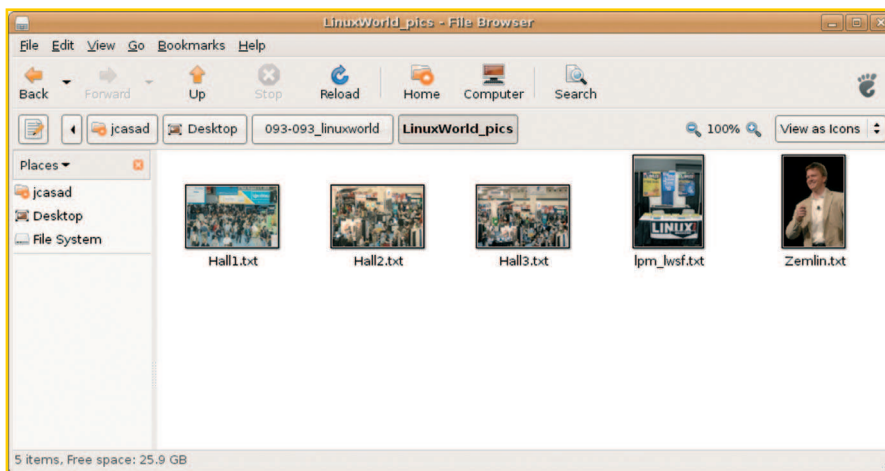 LinuxWorld_pics - File Browser
File Edit View Go Bookmarks Help
Back Forward Up Stop Reload Home Computer Search
jcasad Desktop 093-093_linuxworld LinuxWorld_pics 100% View as Icons
Places
jcasad
Desktop
File System
LINUX
Hall1.txt Hall2.txt Hall3.txt lpm_lwsf.txt Zemlin.txt
5 items, Free space: 25.9 GB